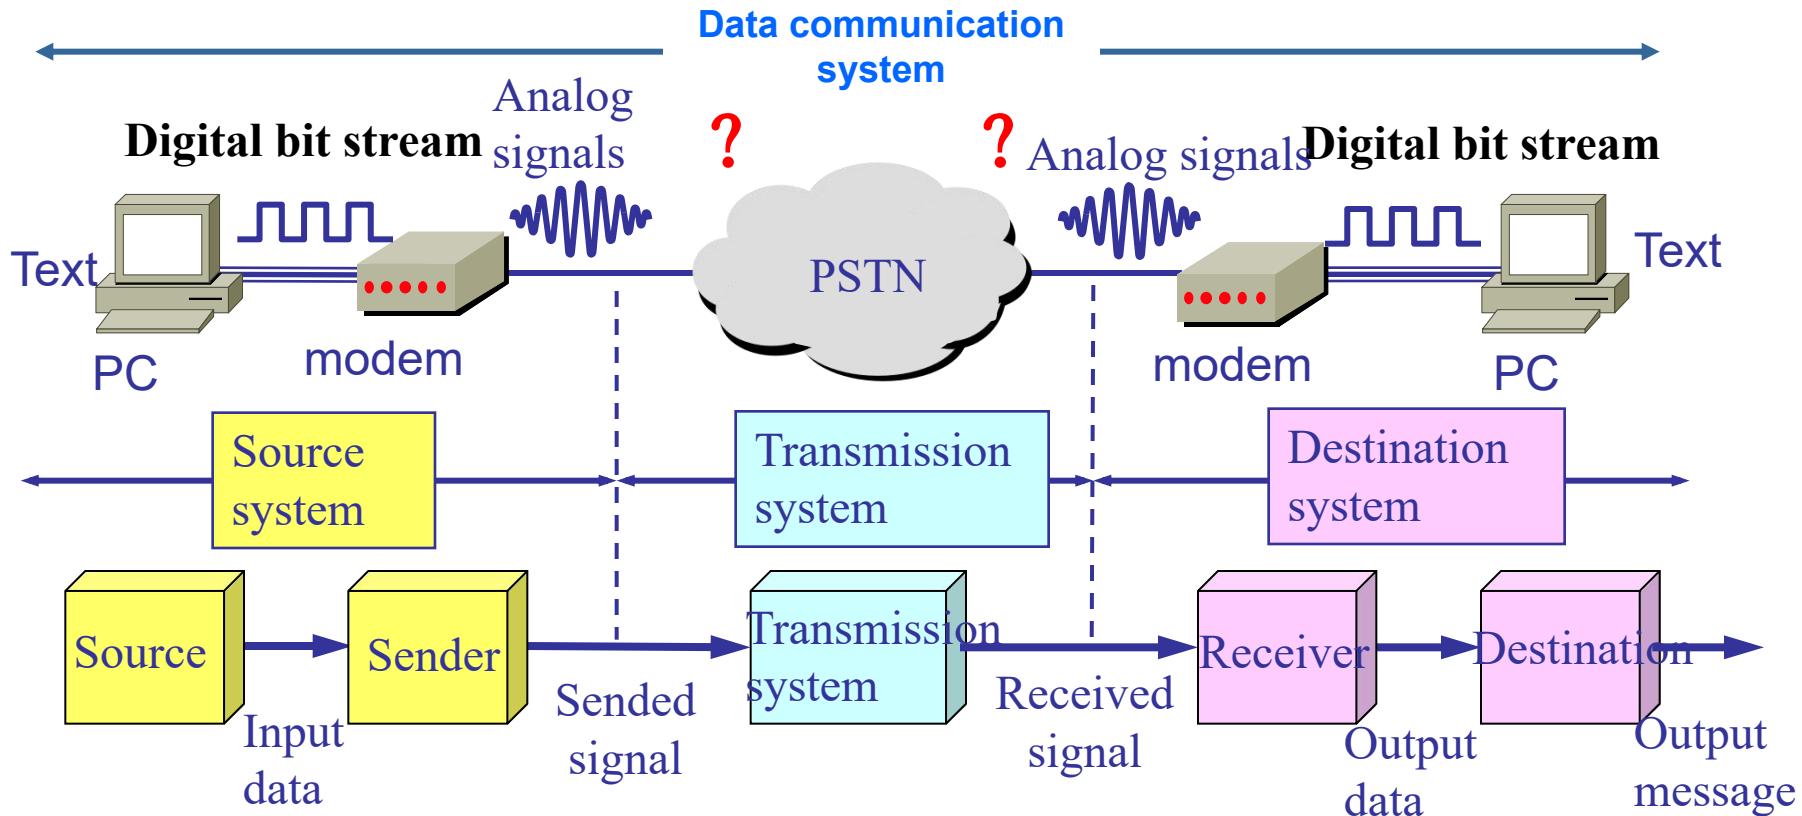 Data communication
system
Analog
signals
Digital bit stream
?
?
Analog signals
Digital bit stream
Text
PSTN
Text
PC
modem
modem
PC
Source
system
Transmission
system
Destination
system
Source
Sender
Transmission
system
Receiver
Destination
Input
data
Sended
signal
Received
signal
Output
data
Output
message